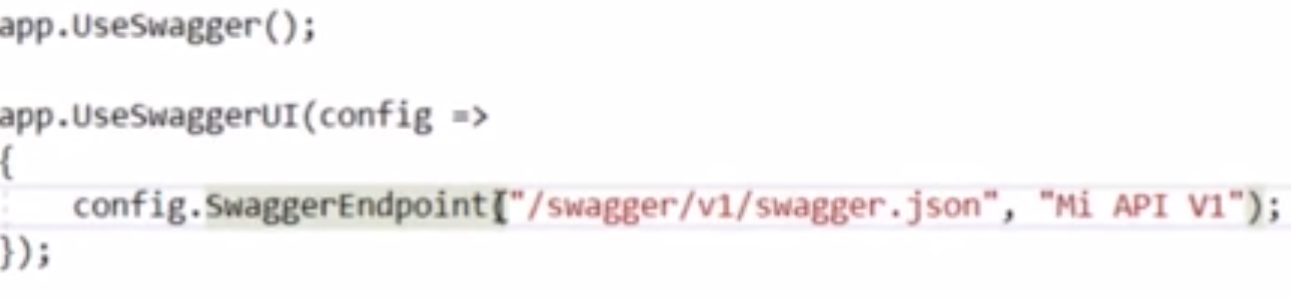 app.UseSwagger();
app.UseSwaggerUI(config =>
{
config.SwaggerEndpoint("/swagger/v1/swagger.json", "Mi API V1");
});